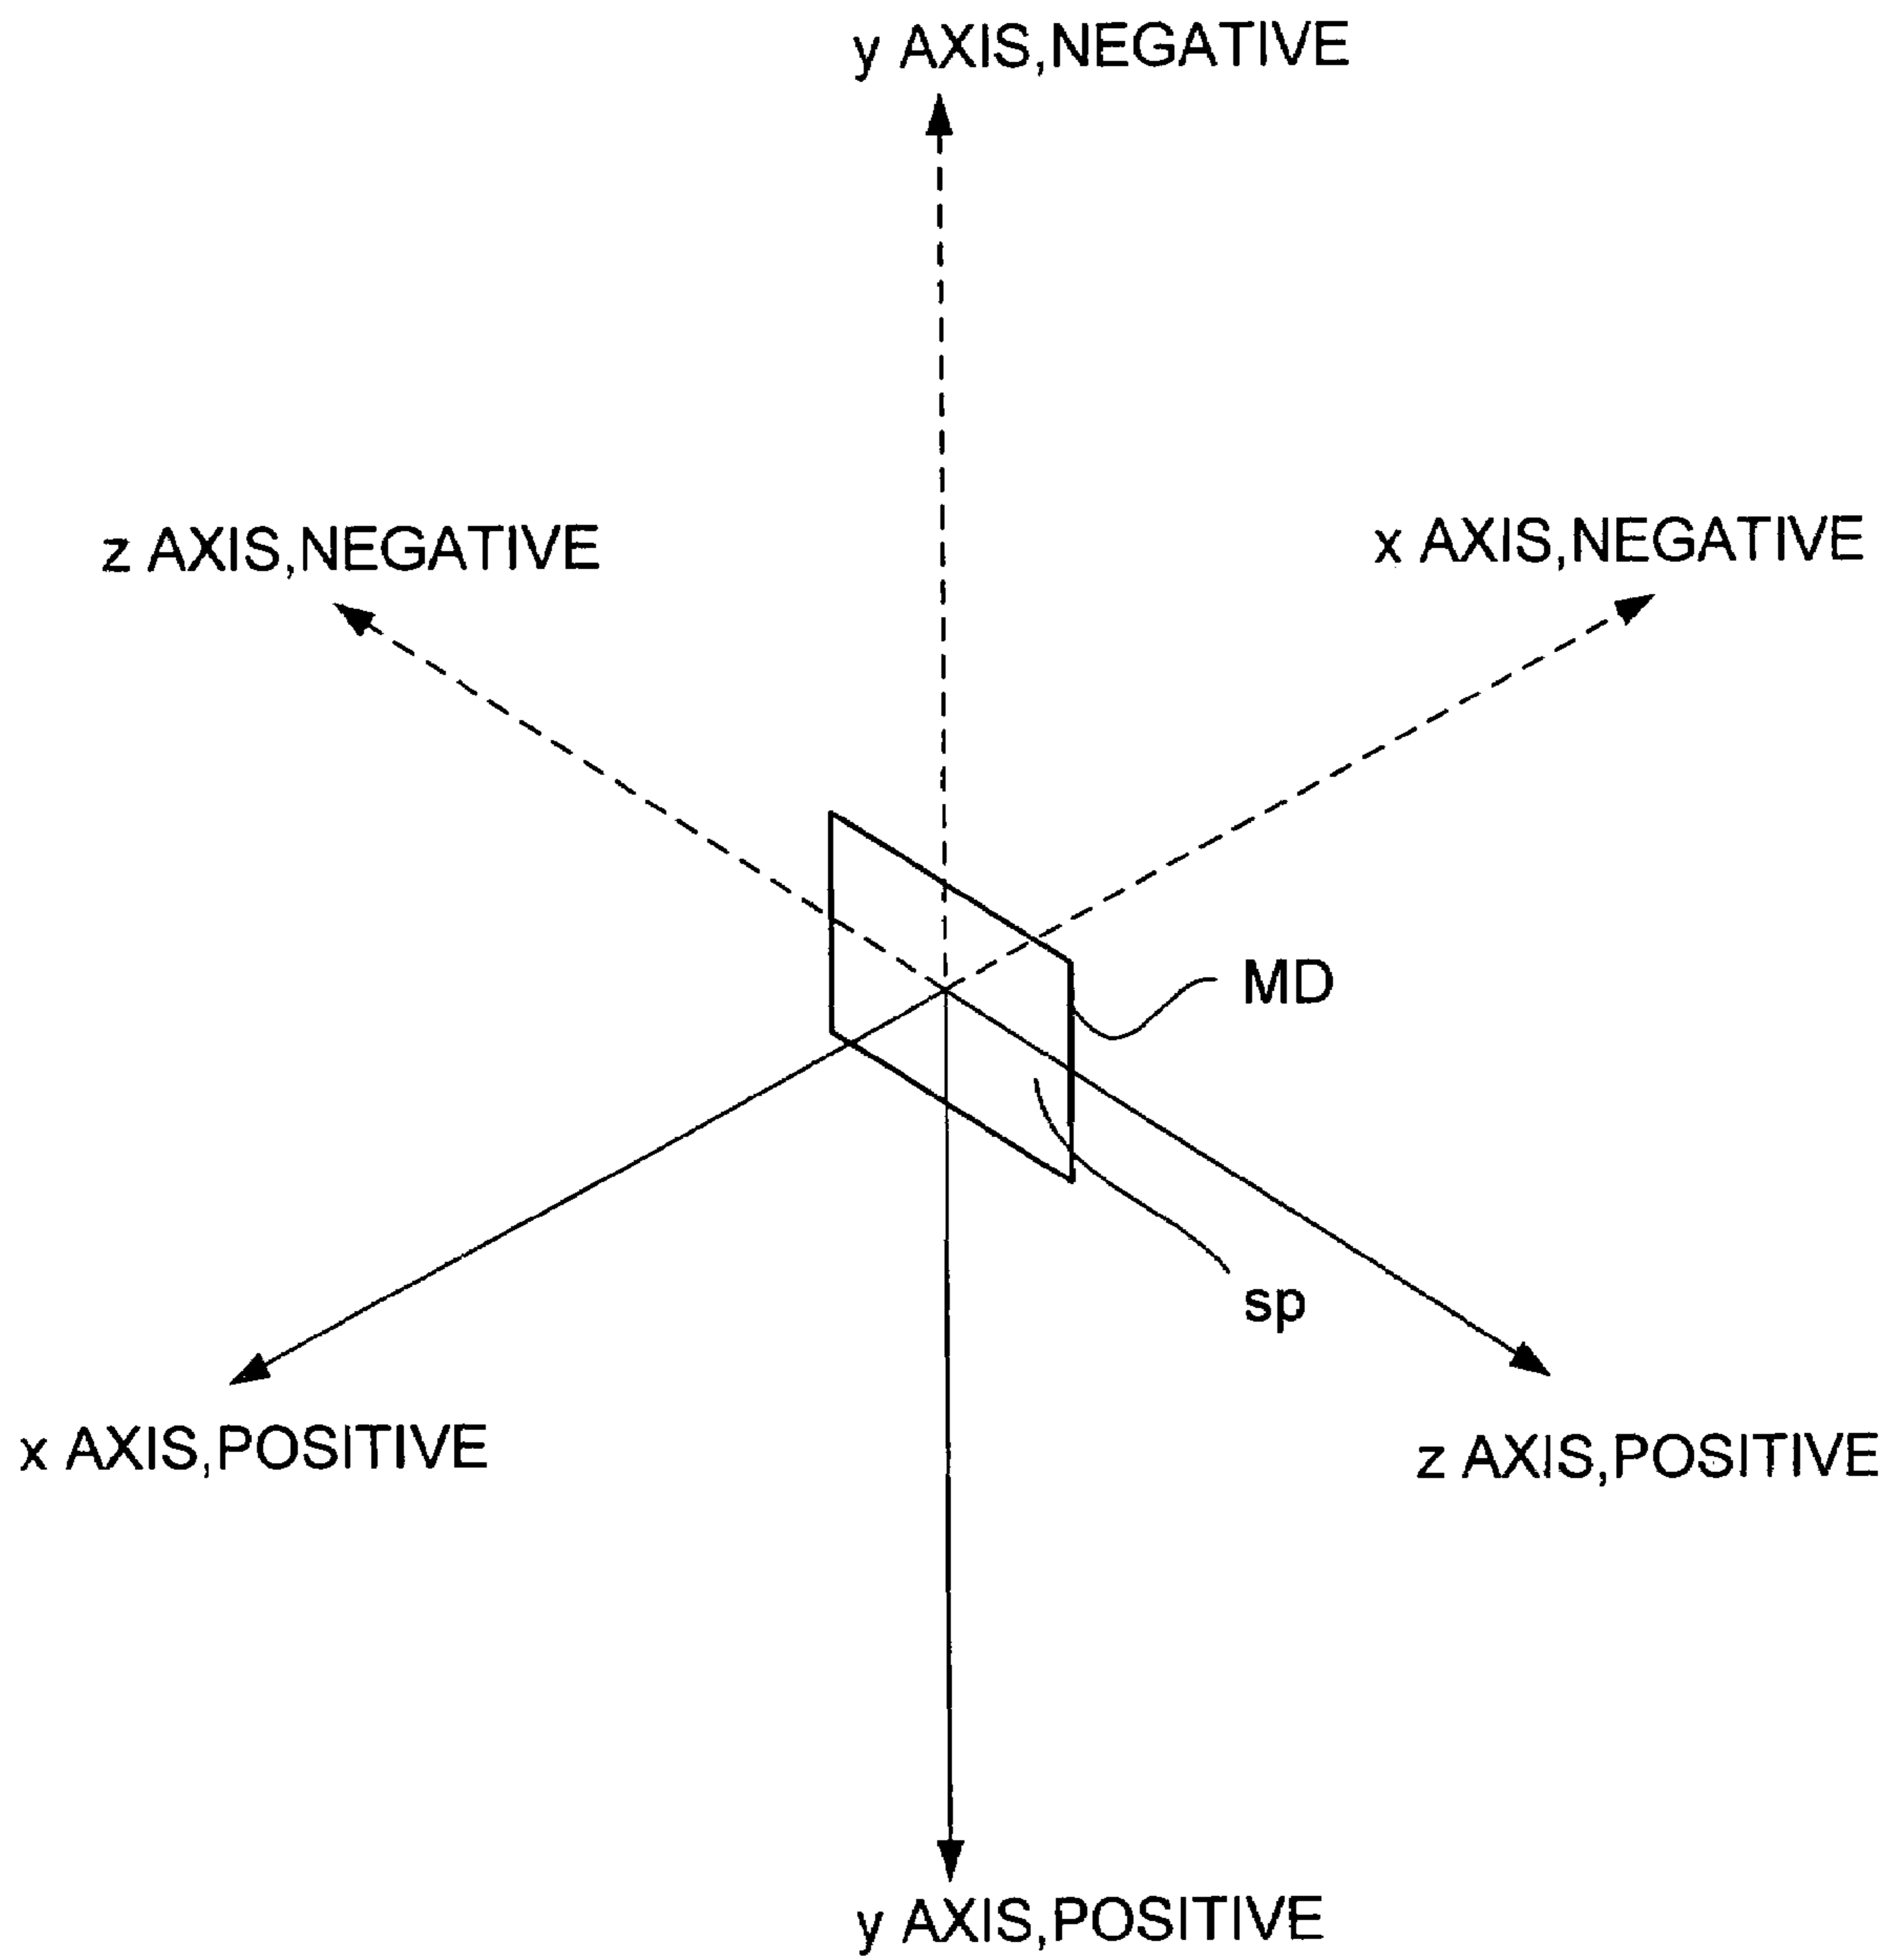 y AXIS,NEGATIVE
z AXIS,NEGATIVE
x AXIS,NEGATIVE
MD
sp
x AXIS,POSITIVE
z AXIS,POSITIVE
y AXIS,POSITIVE